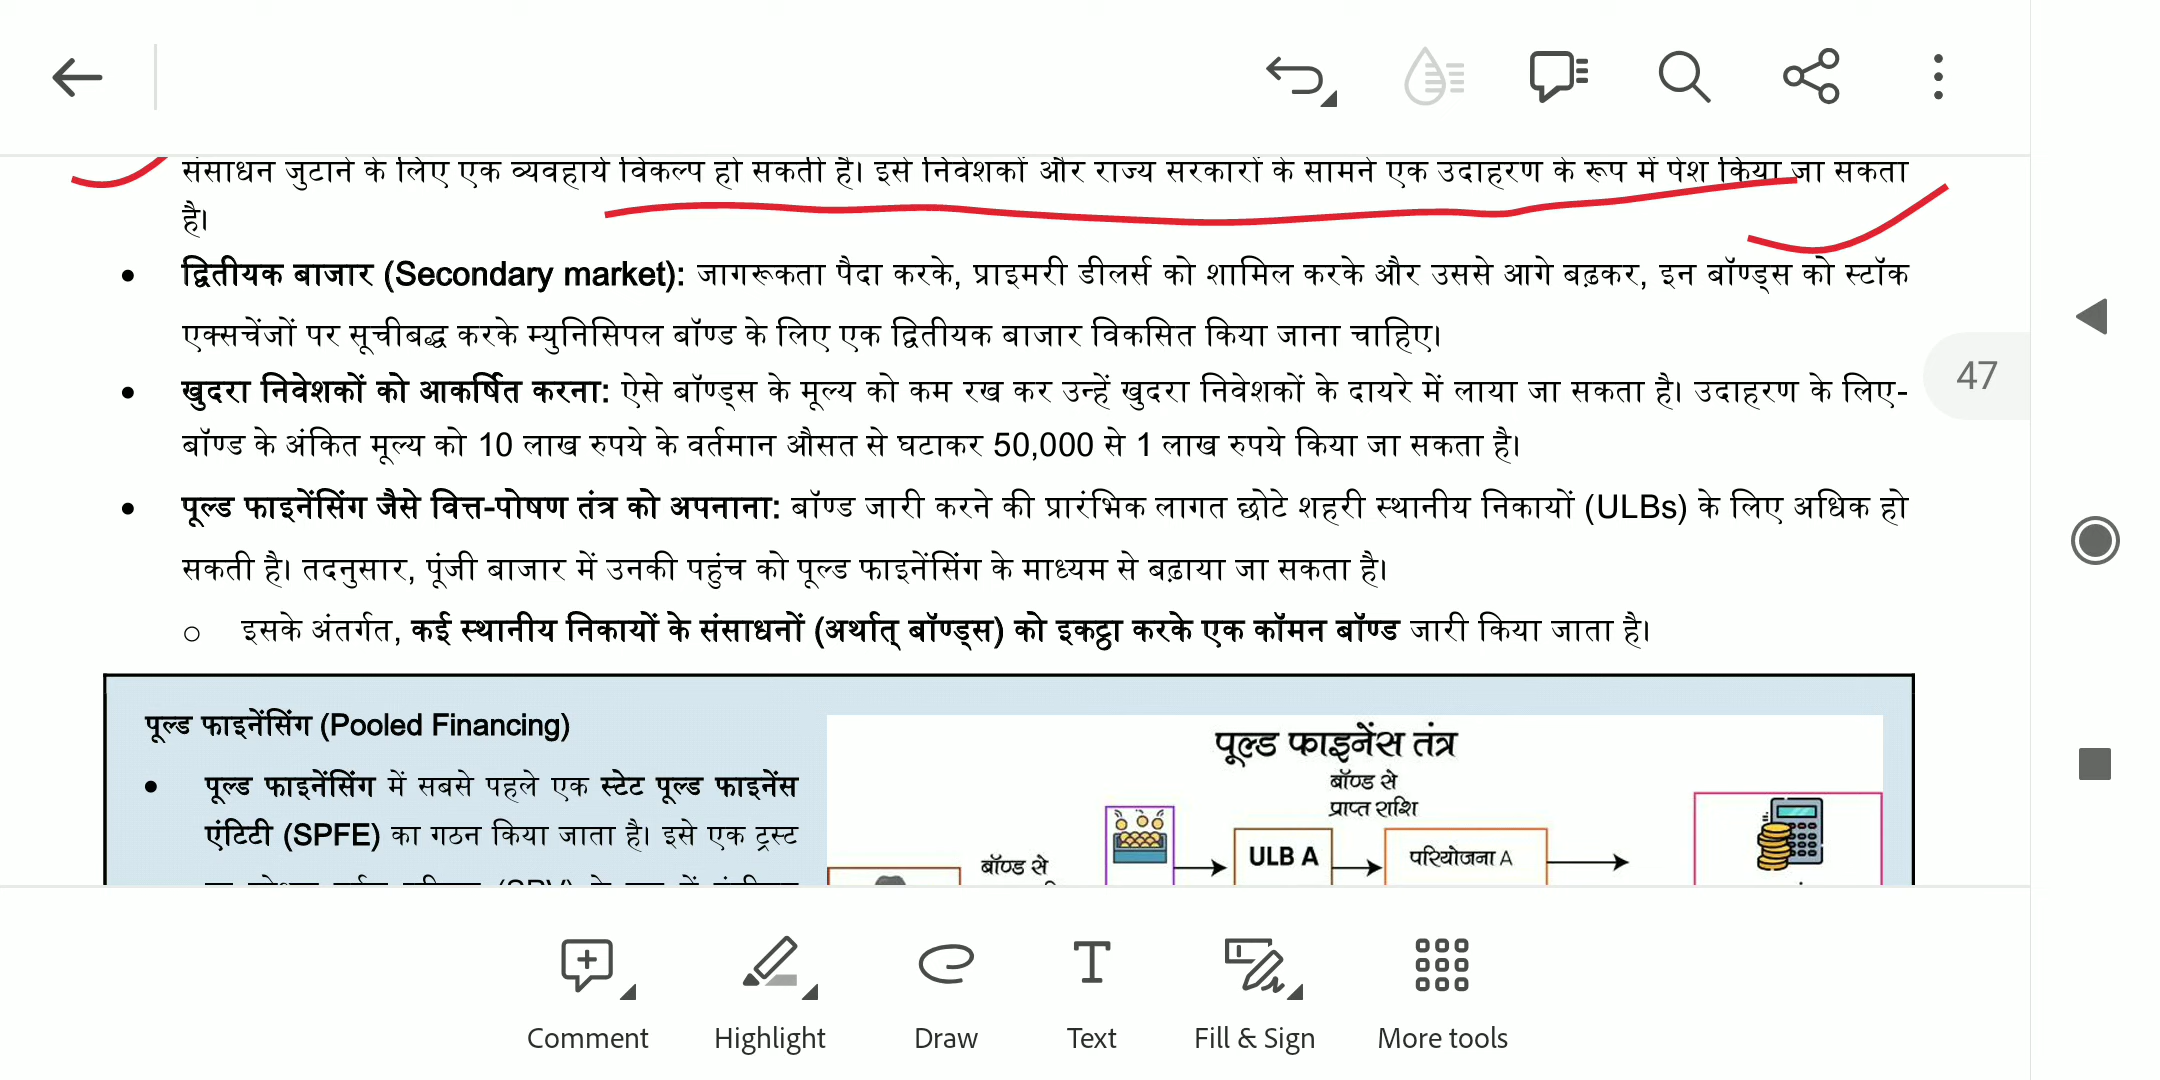 संसाधन जुटाने के लिए एक व्यवहार्य विकल्प हो सकती है। इसे निवेशकों और राज्य सरकारों के सामने एक उदाहरण के रूप में पेश किया जा सकता
है।
• द्वितीयक बाजार (Secondary market): जागरूकता पैदा करके, प्राइमरी डीलर्स को शामिल करके और उससे आगे बढ़कर, इन बॉण्ड्स को स्टॉक
एक्सचेंजों पर सूचीबद्ध करके म्युनिसिपल बॉण्ड के लिए एक द्वितीयक बाजार विकसित किया जाना चाहिए।
47
• खुदरा निवेशकों को आकर्षित करना: ऐसे बॉण्ड्स के मूल्य को कम रख कर उन्हें खुदरा निवेशकों के दायरे में लाया जा सकता है। उदाहरण के लिए-
बॉण्ड के अंकित मूल्य को 10 लाख रुपये के वर्तमान औसत से घटाकर 50,000 से 1 लाख रुपये किया जा सकता है।
• पूल्ड फाइनेंसिंग जैसे वित्त-पोषण तंत्र को अपनाना: बॉण्ड जारी करने की प्रारंभिक लागत छोटे शहरी स्थानीय निकायों (ULBs) के लिए अधिक हो
सकती है। तदनुसार, पूंजी बाजार में उनकी पहुंच को पूल्ड फाइनेंसिंग के माध्यम से बढ़ाया जा सकता है।
○ इसके अंतर्गत, कई स्थानीय निकायों के संसाधनों (अर्थात् बॉण्ड्स) को इकट्ठा करके एक कॉमन बॉण्ड जारी किया जाता है।
पूल्ड फाइनेंसिंग (Pooled Financing)
• पूल्ड फाइनेंसिंग में सबसे पहले एक स्टेट पूल्ड फाइनेंस
एंटिटी (SPFE) का गठन किया जाता है। इसे एक ट्रस्ट
पूल्ड फाइनेंस तंत्र
बॉण्ड से
प्राप्त राशि
बॉण्ड से
ULB A
परियोजना A
Comment
Highlight
Draw
Text
Fill & Sign
More tools